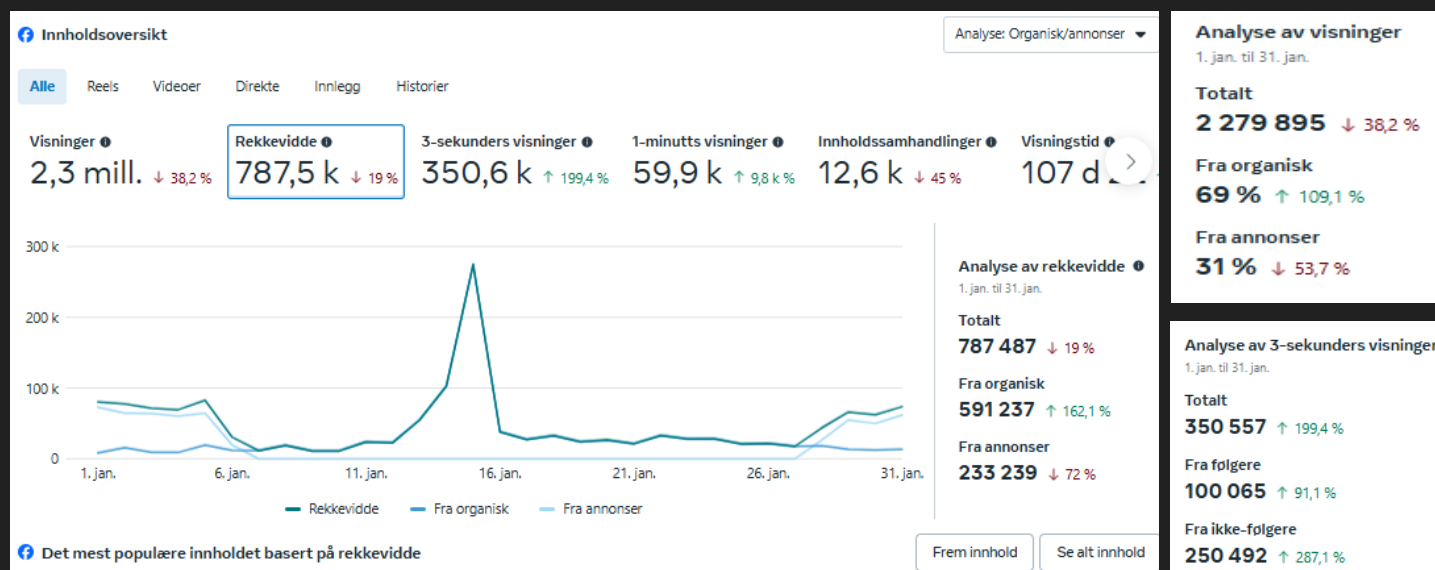 Innholdsoversikt
Analyse: Organisk/annonser
Alle Reels Videoer Direkte Innlegg Historier
Visninger
2,3 mill. ↓ 38,2 %
Rekkevidde
787,5 k ↓ 19 %
3-sekunders visninger
350,6 k ↑ 199,4 %
1-minutts visninger
59,9 k ↑ 9,8 k %
Innholdssamhandlinger
12,6 k ↓ 45 %
Visningstid
107 d
300 k
200 k
100 k
0
1. jan. 6. jan. 11. jan. 16. jan. 21. jan. 26. jan. 31. jan.
Rekkevidde Fra organisk Fra annonser
Analyse av rekkevidde
1. jan. til 31. jan.
Totalt
787 487 ↓ 19 %
Fra organisk
591 237 ↑ 162,1 %
Fra annonser
233 239 ↓ 72 %
Det mest populære innholdet basert på rekkevidde
Frem innhold
Se alt innhold
Analyse av visninger
1. jan. til 31. jan.
Totalt
2 279 895 ↓ 38,2 %
Fra organisk
69 % ↑ 109,1 %
Fra annonser
31 % ↓ 53,7 %
Analyse av 3-sekunders visninger
1. jan. til 31. jan.
Totalt
350 557 ↑ 199,4 %
Fra følgere
100 065 ↑ 91,1 %
Fra ikke-følgere
250 492 ↑ 287,1 %